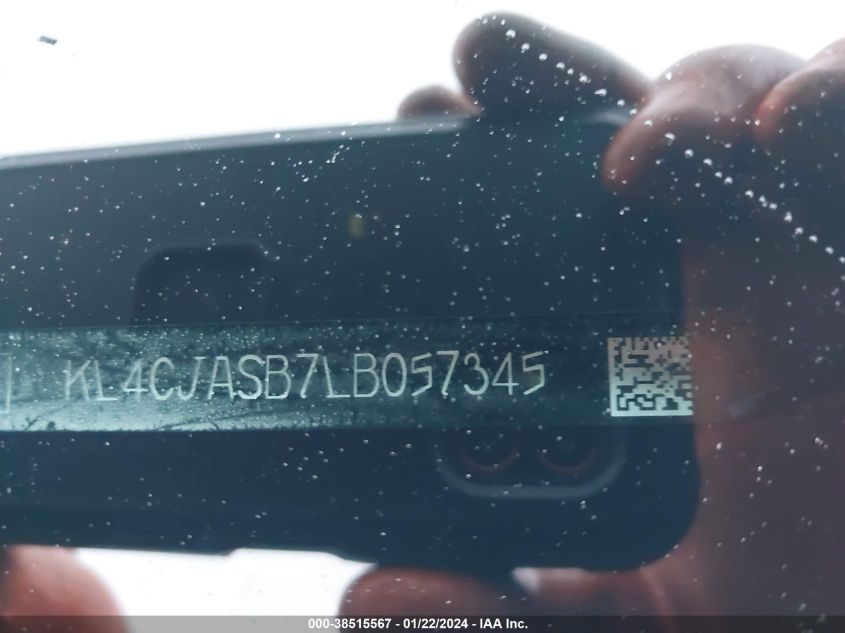 KL4CJASB7LB057345
000-38515567 - 01/22/2024 - IAA Inc.